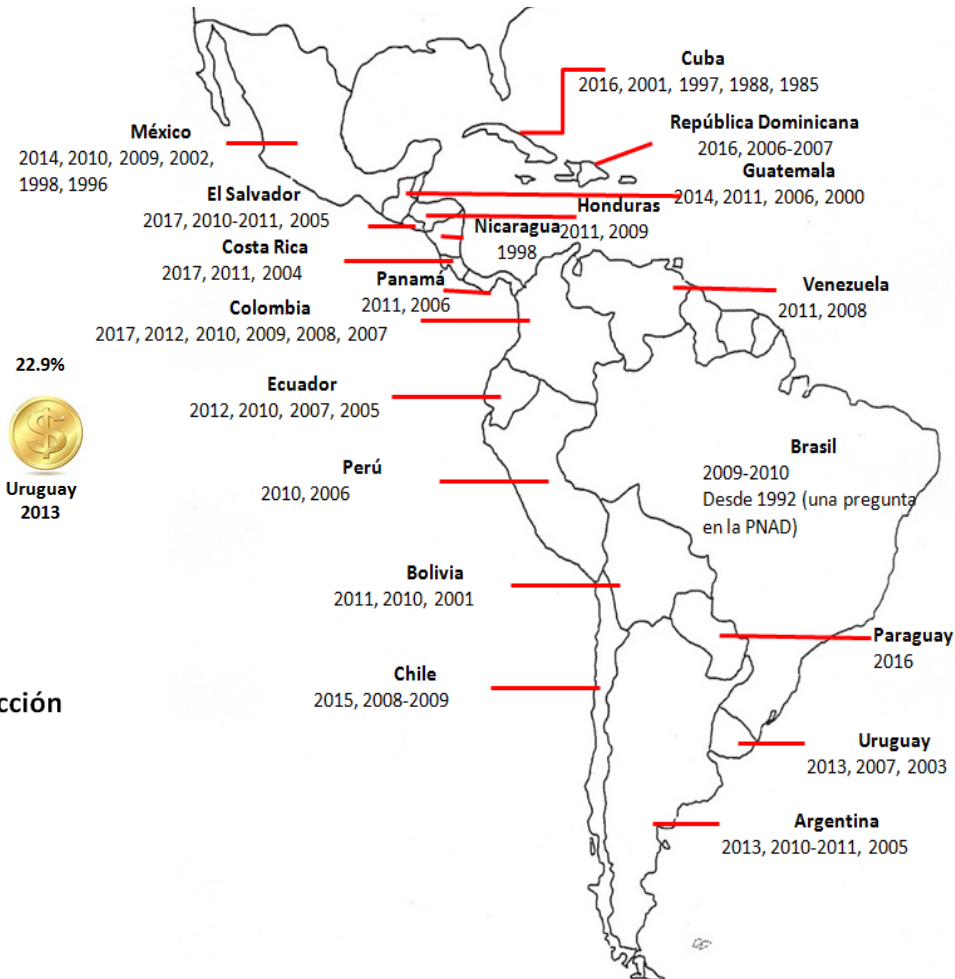 Cuba
2016, 2001, 1997, 1988, 1985
República Dominicana
2016, 2006-2007
México
2014, 2010, 2009, 2002,
1998, 1996
Guatemala
2014, 2011, 2006, 2000
El Salvador
2017, 2010-2011, 2005
Honduras
2011, 2009
Nicaragua
1998
Costa Rica
2017, 2011, 2004
Panamá
2011, 2006
Venezuela
2011, 2008
Colombia
2017, 2012, 2010, 2009, 2008, 2007
22.9%
$
Uruguay
2013
Ecuador
2012, 2010, 2007, 2005
Brasil
2009-2010
Desde 1992 (una pregunta
en la PNAD)
Perú
2010, 2006
Bolivia
2011, 2010, 2001
Paraguay
2016
Chile
2015, 2008-2009
cción
Uruguay
2013, 2007, 2003
Argentina
2013, 2010-2011, 2005